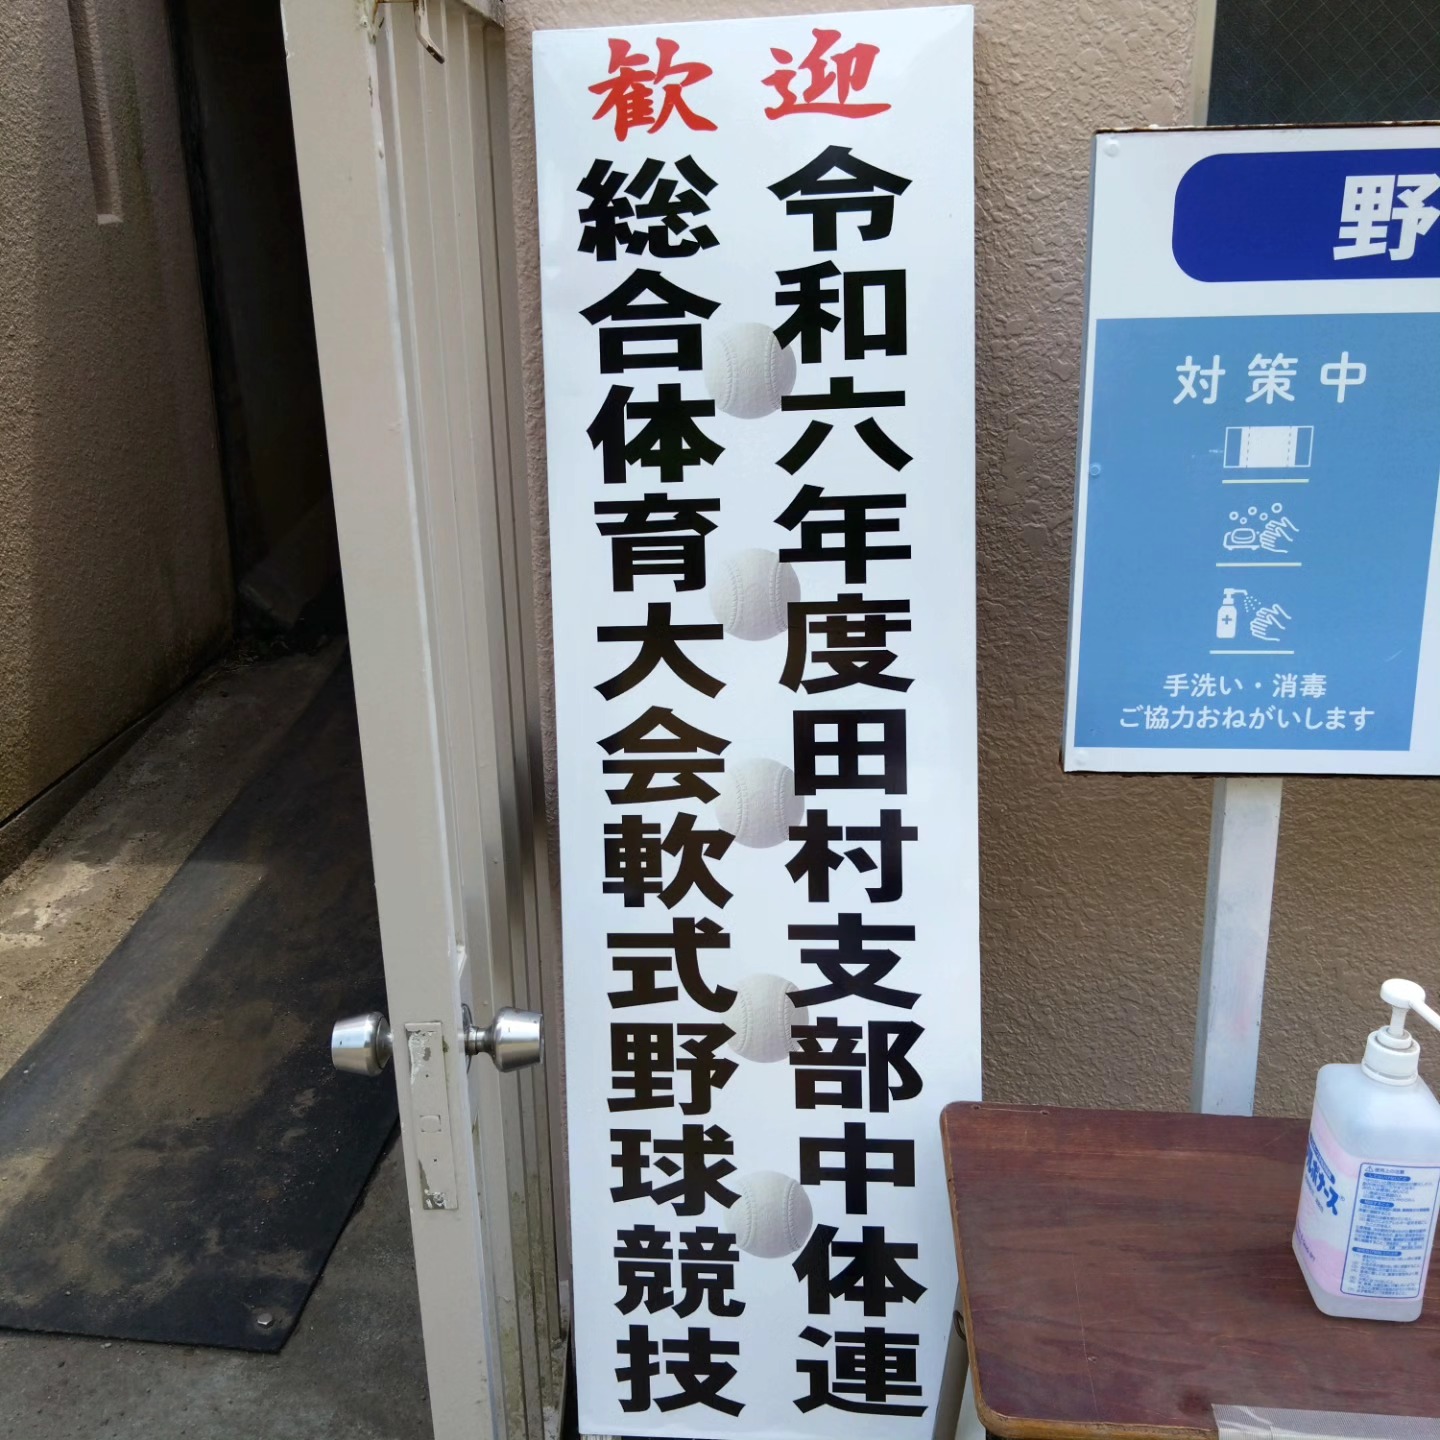 歓迎
令和六年度田村支部中体連
総合体育大会軟式野球競技
野
対策中
手洗い・消毒
ご協力おねがいします